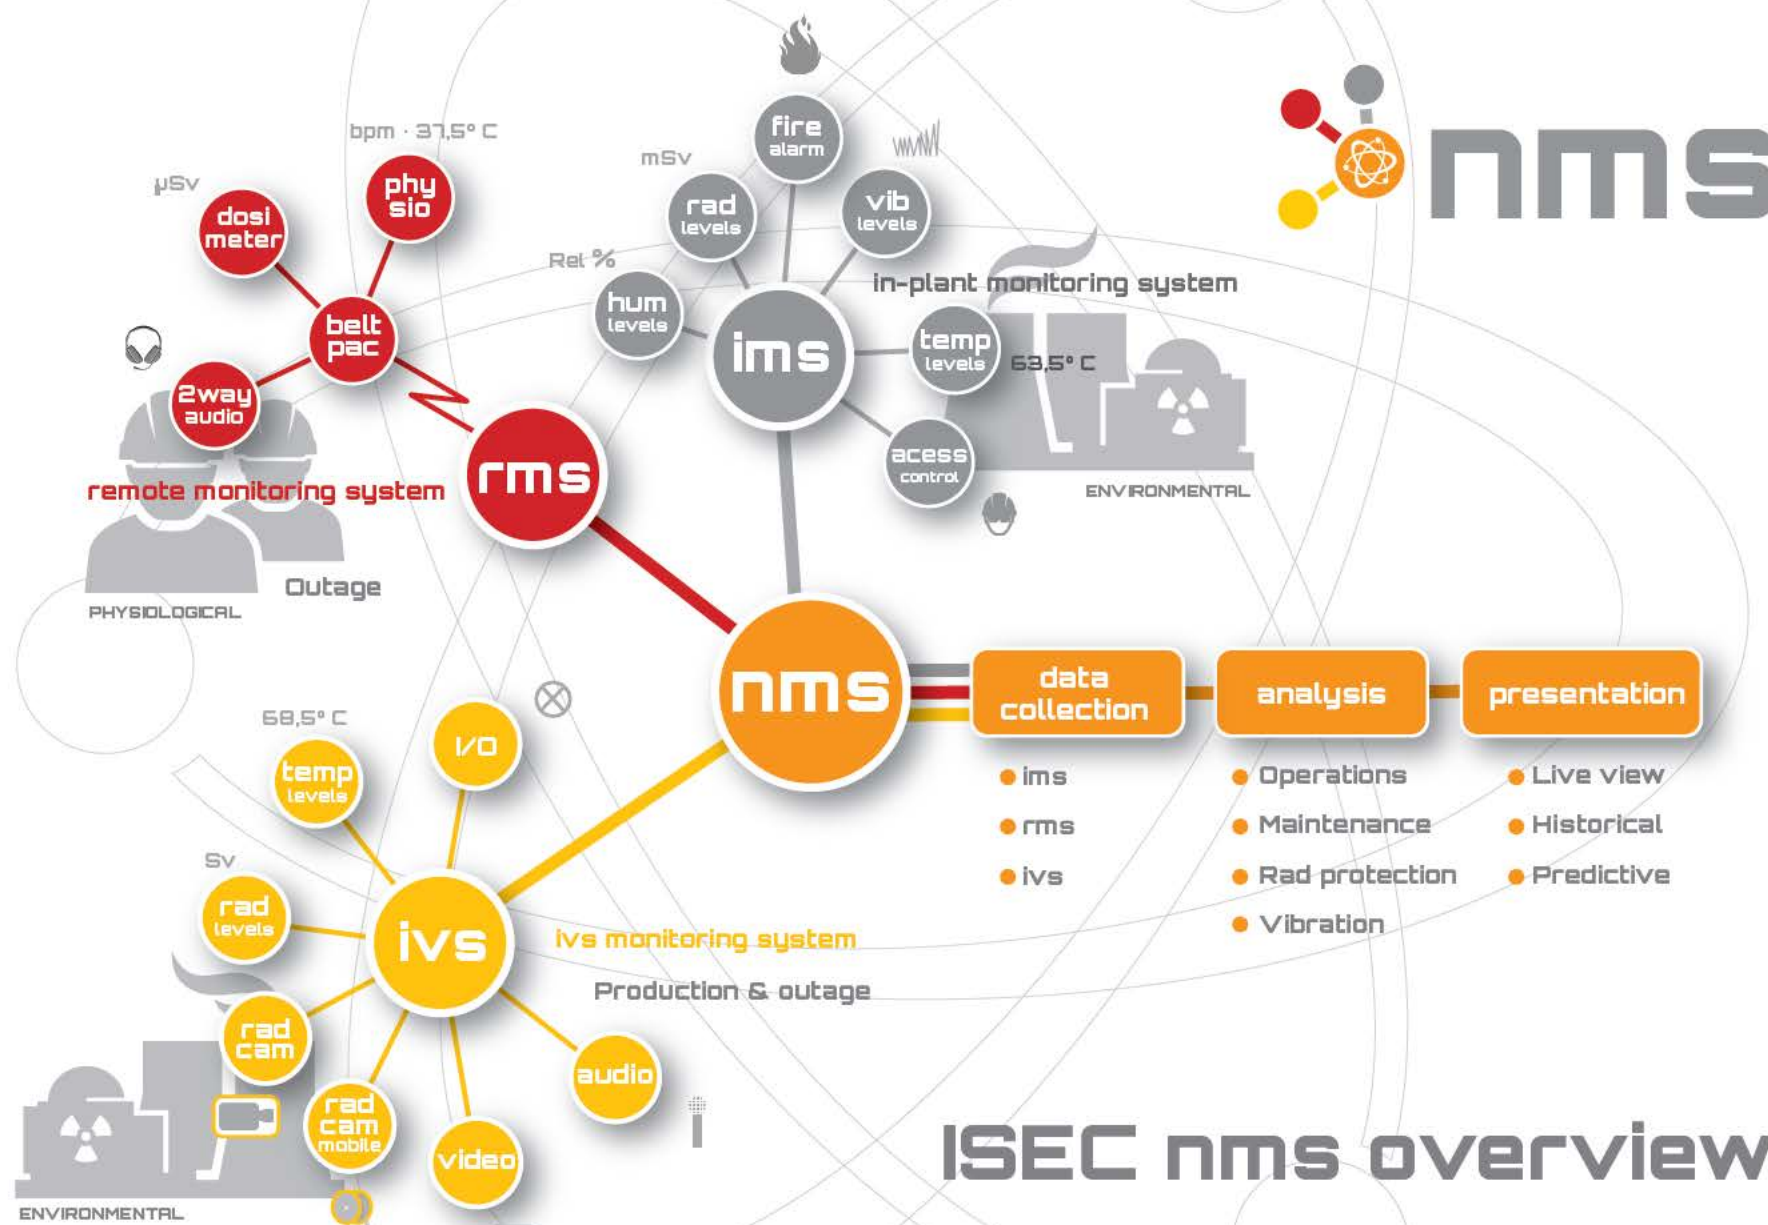 nms
fire
alarm
bpm · 37,5° C
mSv
µSv
phy
sio
rad
levels
vib
levels
dosi
meter
Rel %
in-plant monitoring system
hum
levels
belt
pac
ims
temp
levels
63,5° C
2way
audio
acess
control
rms
remote monitoring system
ENVIRONMENTAL
Outage
PHYSIOLOGICAL
nms
data
collection
analysis
presentation
ims
rms
ivs
Operations
Maintenance
Rad protection
Vibration
Live view
Historical
Predictive
68,5° C
I/O
temp
levels
Sv
rad
levels
ivs
ivs monitoring system
Production & outage
rad
cam
audio
rad
cam
mobile
video
ISEC nms overview
ENVIRONMENTAL